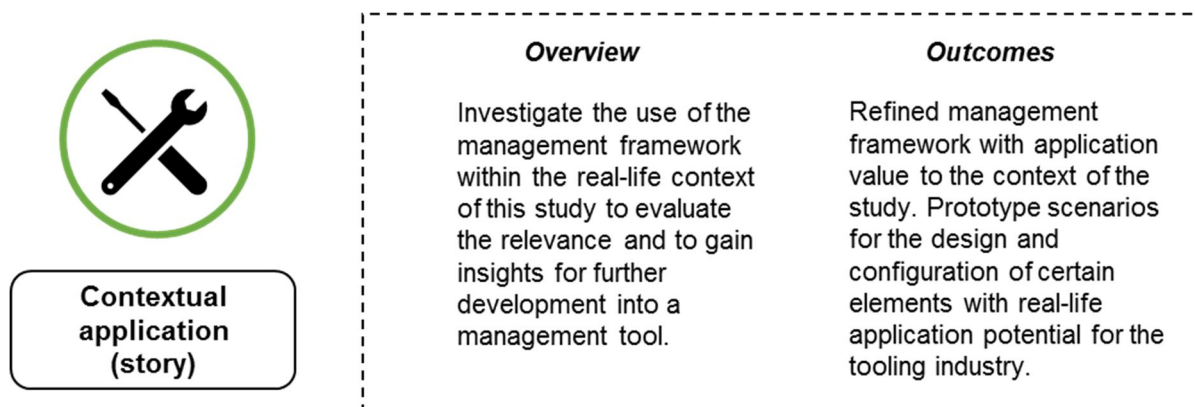 Contextual
application
(story)
Overview
Investigate the use of the
management framework
within the real-life context
of this study to evaluate
the relevance and to gain
insights for further
development into a
management tool.
Outcomes
Refined management
framework with application
value to the context of the
study. Prototype scenarios
for the design and
configuration of certain
elements with real-life
application potential for the
tooling industry.